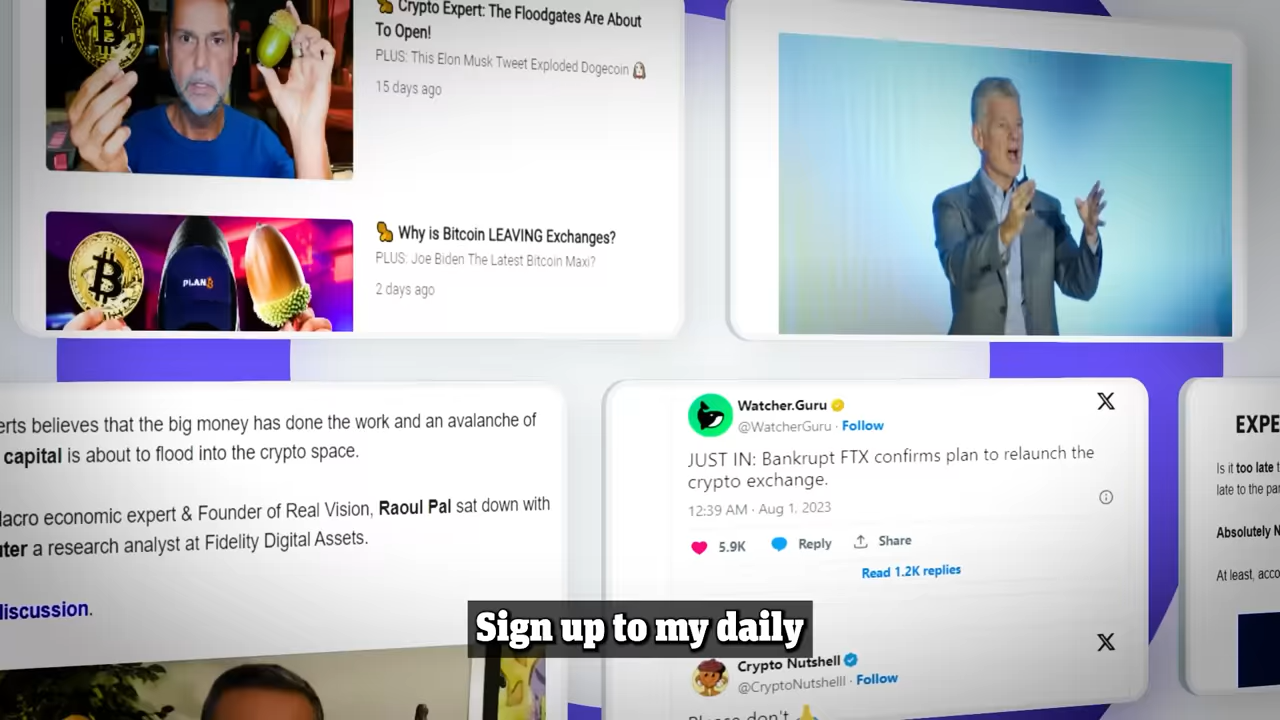 Crypto Expert: The Floodgates Are About
To Open!
PLUS: This Elon Musk Tweet Exploded Dogecoin
15 days ago
Why is Bitcoin LEAVING Exchanges?
PLUS: Joe Biden The Latest Bitcoin Maxi?
2 days ago
PLAN₿
erts believes that the big money has done the work and an avalanche of
capital is about to flood into the crypto space.
Macro economic expert & Founder of Real Vision, Raoul Pal sat down with
uter a research analyst at Fidelity Digital Assets.
discussion.
Watcher.Guru
@WatcherGuru · Follow
JUST IN: Bankrupt FTX confirms plan to relaunch the
crypto exchange.
12:39 AM · Aug 1, 2023
5.9K Reply Share
Read 1.2K replies
Sign up to my daily
Crypto Nutshell
@CryptoNutshelll · Follow
Please don't
EXPE
Is it too late t
late to the pa
Absolutely N
At least, acco